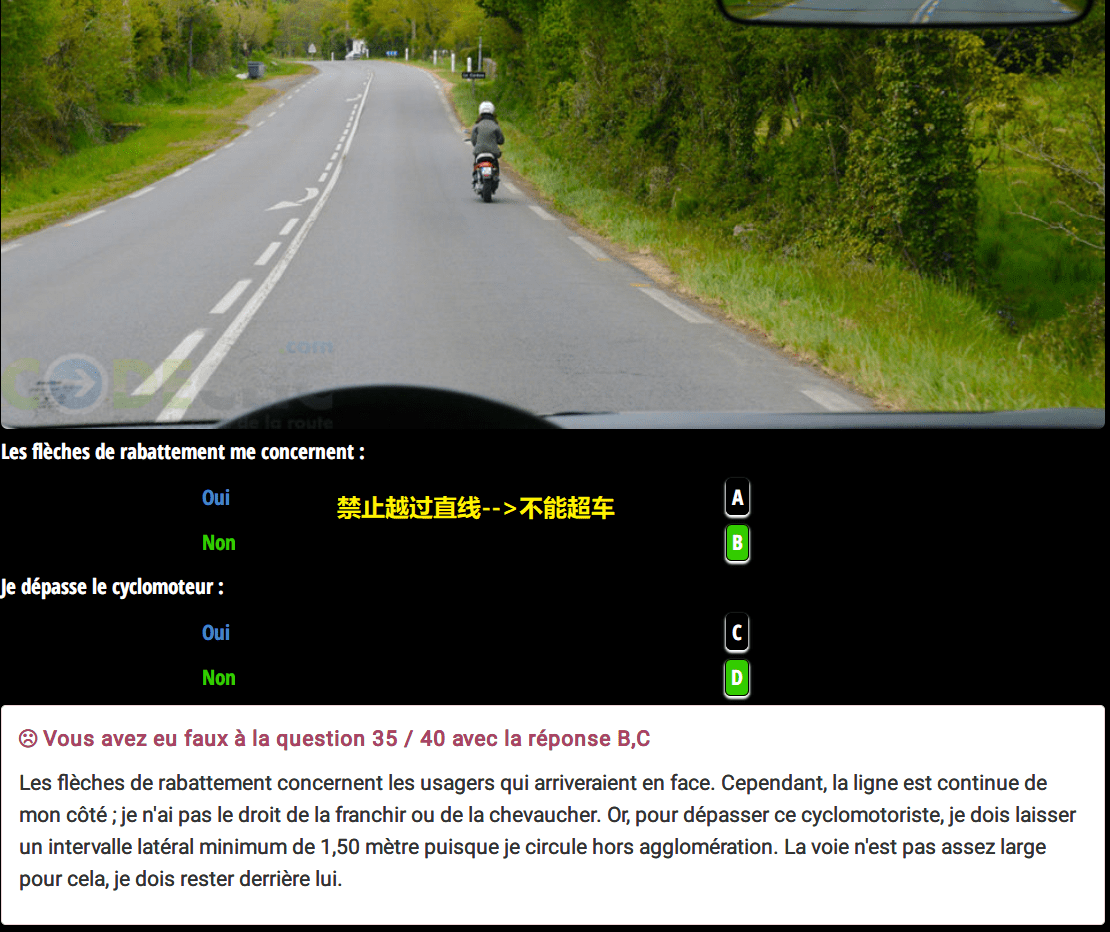 CODE
.com
de la route
Les flèches de rabattement me concernent :
Oui
A
禁止越过直线-->不能超车
Non
B
Je dépasse le cyclomoteur :
Oui
C
Non
D
Vous avez eu faux à la question 35 / 40 avec la réponse B,C
Les flèches de rabattement concernent les usagers qui arriveraient en face. Cependant, la ligne est continue de
mon côté ; je n'ai pas le droit de la franchir ou de la chevaucher. Or, pour dépasser ce cyclomotoriste, je dois laisser
un intervalle latéral minimum de 1,50 mètre puisque je circule hors agglomération. La voie n'est pas assez large
pour cela, je dois rester derrière lui.